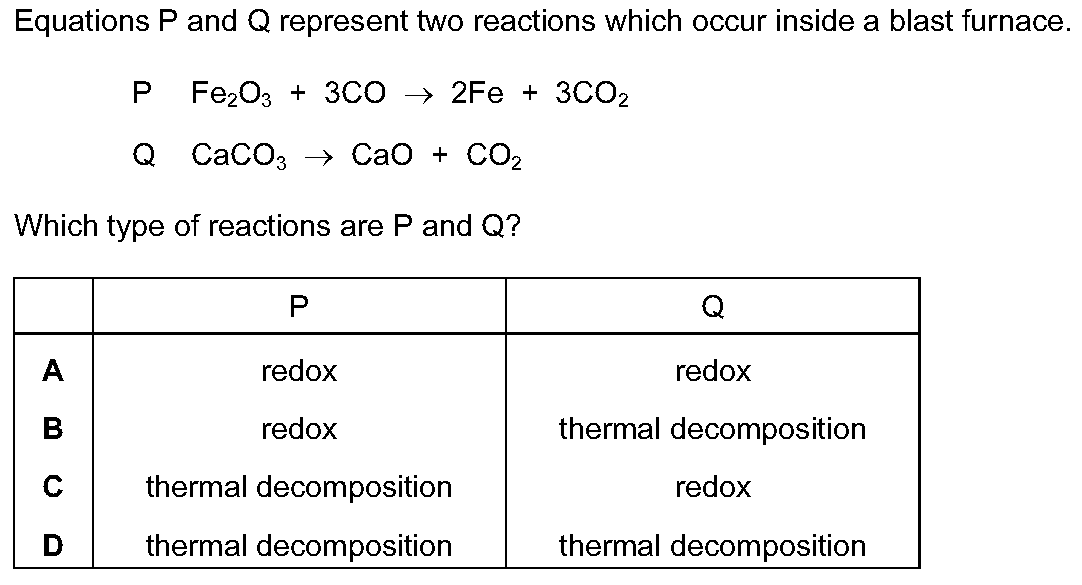 Equations P and Q represent two reactions which occur inside a blast furnace.
P Fe₂O₃ + 3CO → 2Fe + 3CO₂
Q CaCO₃ → CaO + CO₂
Which type of reactions are P and Q?
P Q
A redox redox
B redox thermal decomposition
C thermal decomposition redox
D thermal decomposition thermal decomposition